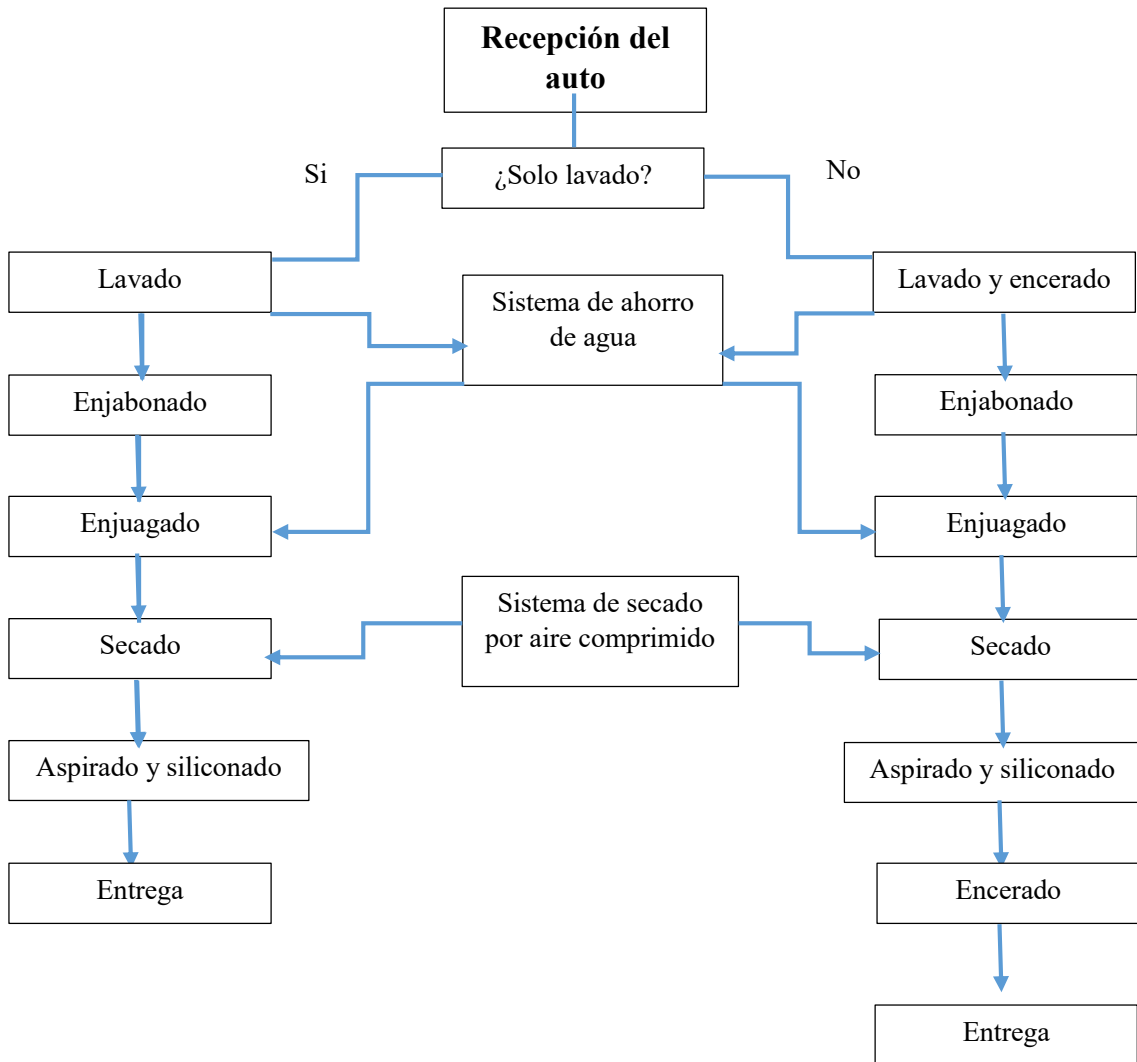 Recepción del
auto
Si
¿Solo lavado?
No
Lavado
Sistema de ahorro
de agua
Lavado y encerado
Enjabonado
Enjabonado
Enjuagado
Enjuagado
Sistema de secado
por aire comprimido
Secado
Secado
Aspirado y siliconado
Aspirado y siliconado
Entrega
Encerado
Entrega